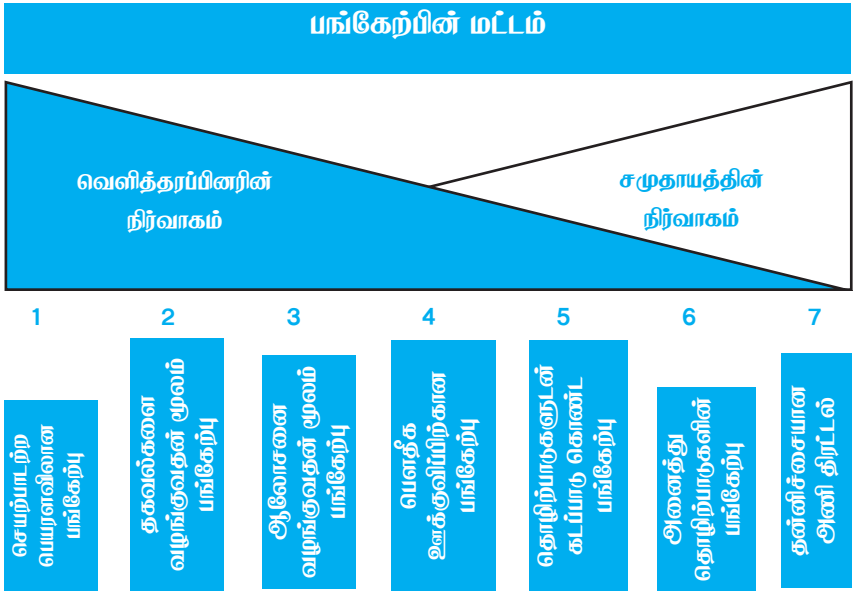 பங்கேற்பின் மட்டம்
வெளித்தரப்பினரின்
நிர்வாகம்
சமுதாயத்தின்
நிர்வாகம்
1 2 3 4 5 6 7
செயற்பாடற்ற
பெயரளவிலான
பங்கேற்பு
தகவல்களை
வழங்குவதன் மூலம்
பங்கேற்பு
ஆலோசனை
வழங்குவதன் மூலம்
பங்கேற்பு
பௌதீக
ஊக்குவிப்பிற்கான
பங்கேற்பு
தொழிற்பாடுகளுடன்
கடப்பாடு கொண்ட
பங்கேற்பு
அனைத்து
தொழிற்பாடுகளின்
பங்கேற்பு
தன்னிச்சையான
அணி திரட்டல்